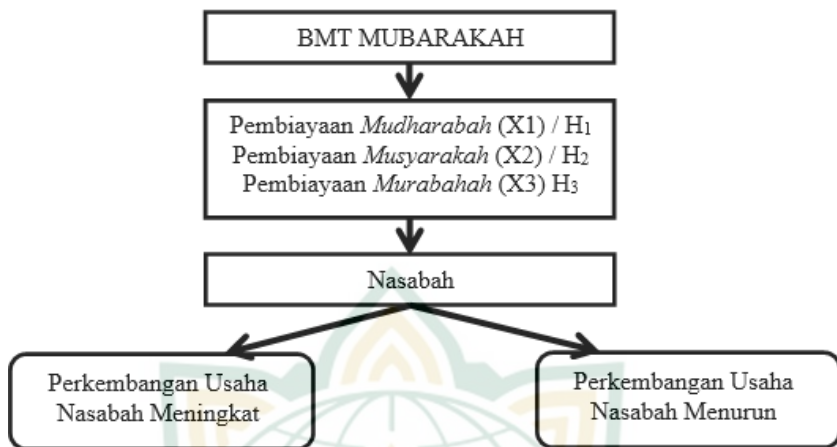 BMT MUBARAKAH
Pembiayaan Mudharabah (X1) / H₁
Pembiayaan Musyarakah (X2) / H₂
Pembiayaan Murabahah (X3) H₃
Nasabah
Perkembangan Usaha
Nasabah Meningkat
Perkembangan Usaha
Nasabah Menurun